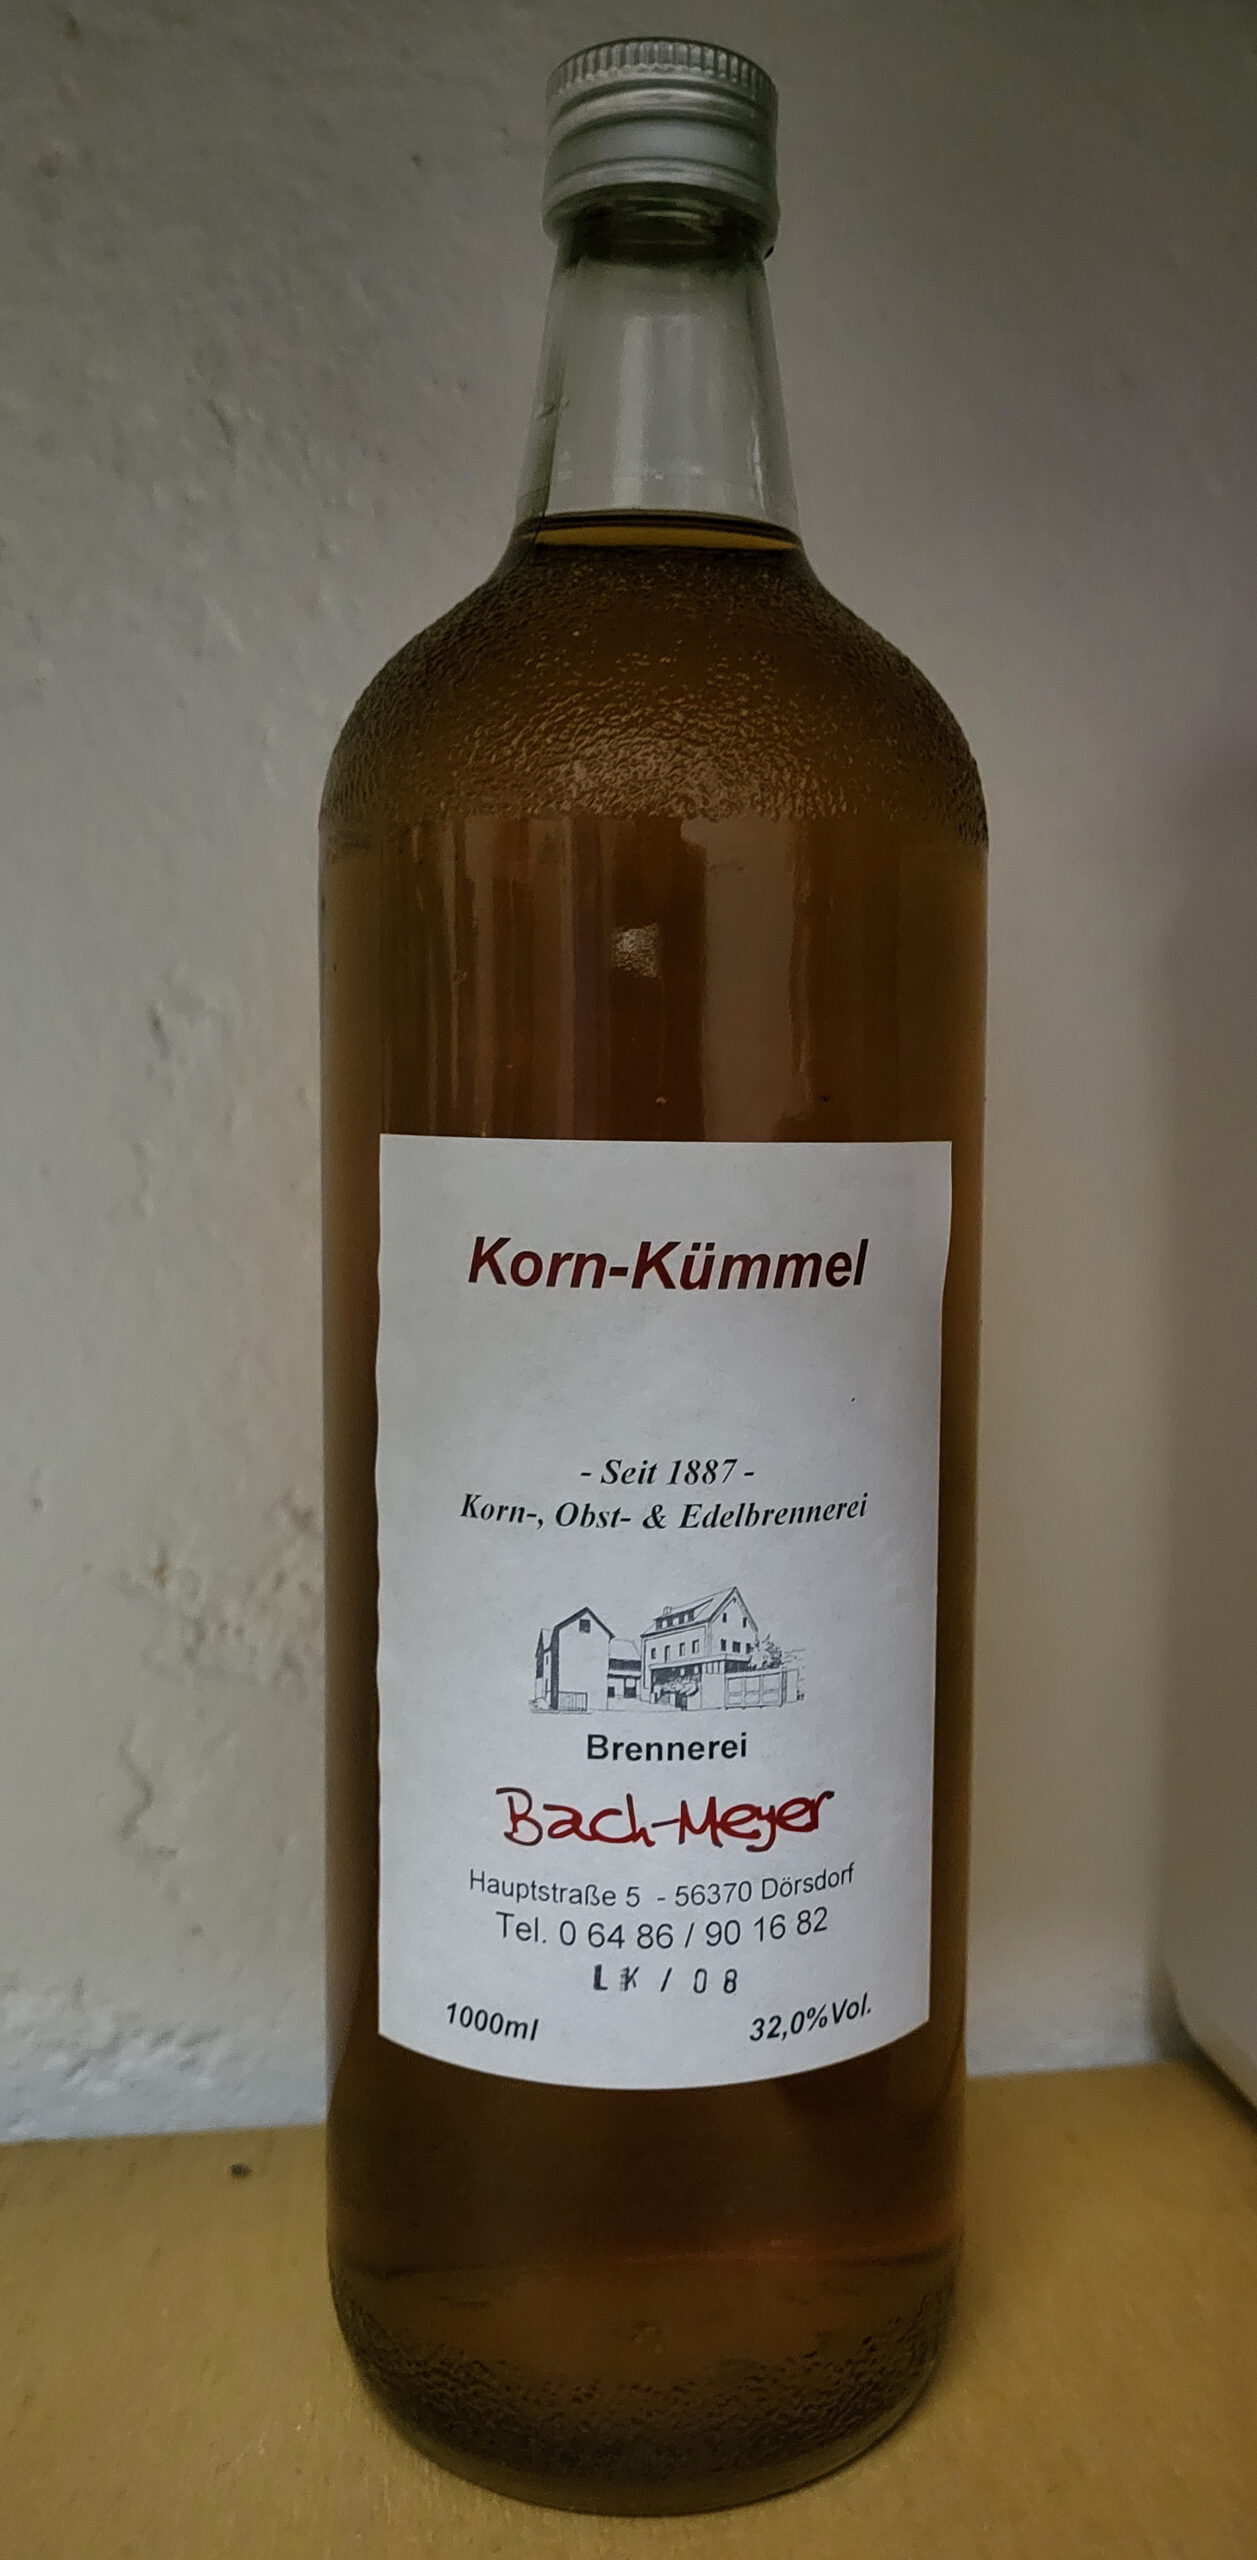 Korn-Kümmel
- Seit 1887 -
Korn-, Obst- & Edelbrennerei
Brennerei
Bach-Meyer
Hauptstraße 5 - 56370 Dörsdorf
Tel. 0 64 86 / 90 16 82
LK / 08
1000ml 32,0%Vol.